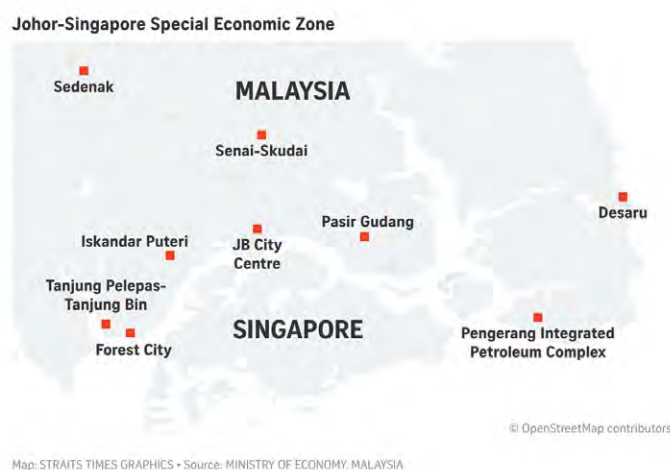 Johor-Singapore Special Economic Zone
Sedenak
MALAYSIA
Senai-Skudai
Desaru
Pasir Gudang
Iskandar Puteri
JB City
Centre
Tanjung Pelepas-
Tanjung Bin
Forest City
SINGAPORE
Pengerang Integrated
Petroleum Complex
© OpenStreetMap contributors
Map: STRAITS TIMES GRAPHICS • Source: MINISTRY OF ECONOMY, MALAYSIA